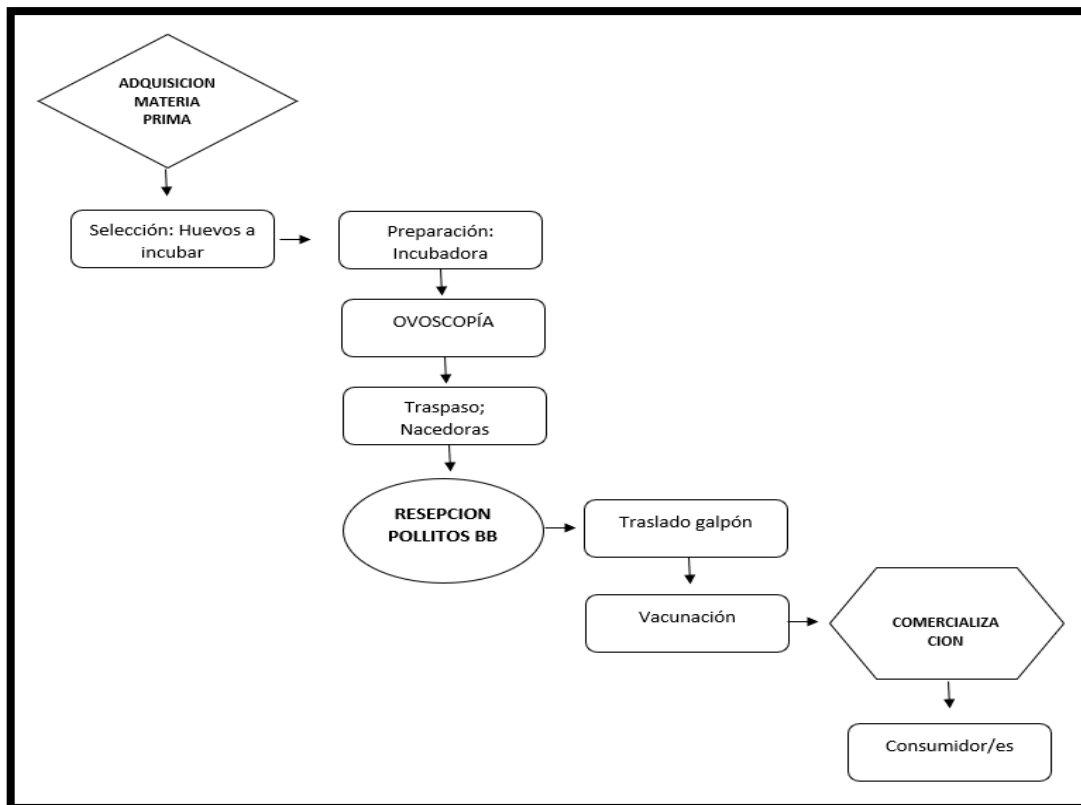 ADQUISICION
MATERIA
PRIMA
Selección: Huevos a
incubar
Preparación:
Incubadora
OVOSCOPÍA
Traspaso;
Nacedoras
RESEPCION
POLLITOS BB
Traslado galpón
Vacunación
COMERCIALIZA
CION
Consumidor/es